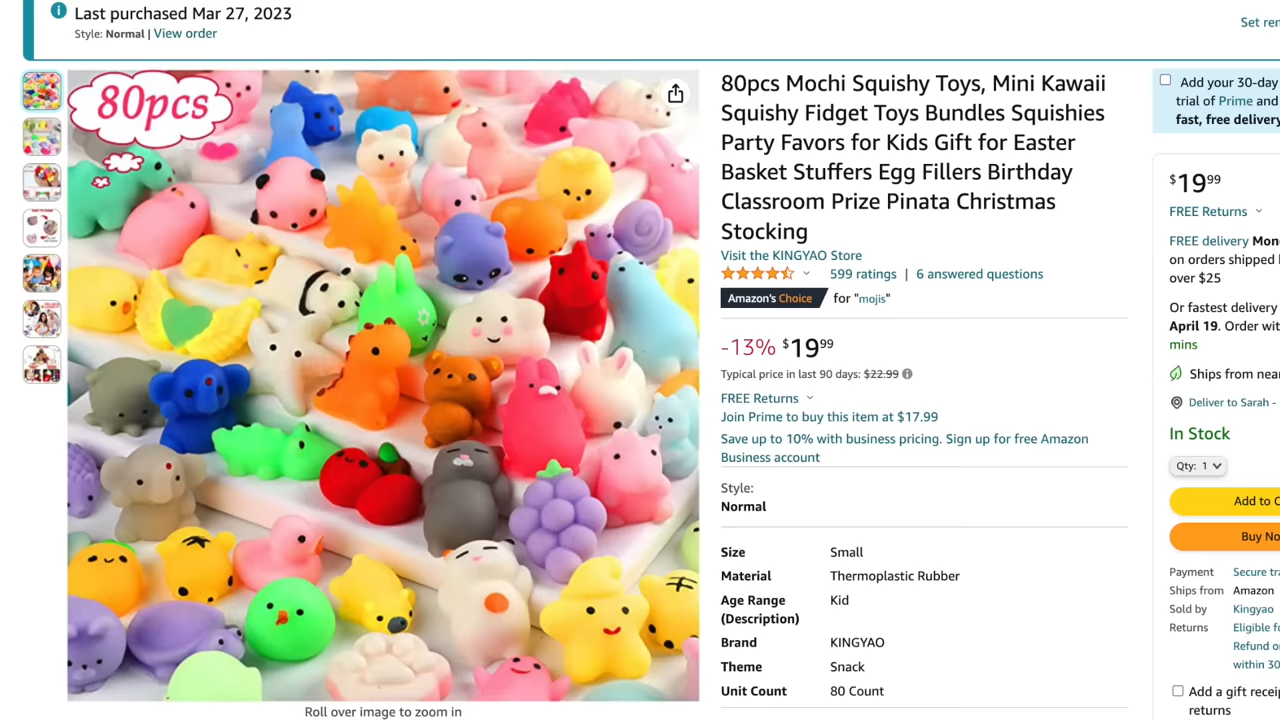 Last purchased Mar 27, 2023
Style: Normal | View order
Set
80pcs
Roll over image to zoom in
80pcs Mochi Squishy Toys, Mini Kawaii
Squishy Fidget Toys Bundles Squishies
Party Favors for Kids Gift for Easter
Basket Stuffers Egg Fillers Birthday
Classroom Prize Pinata Christmas
Stocking
Visit the KINGYAO Store
599 ratings | 6 answered questions
Amazon's Choice for "mojis"
-13% $19⁹⁹
Typical price in last 90 days: $22.99
FREE Returns
Join Prime to buy this item at $17.99
Save up to 10% with business pricing. Sign up for free Amazon
Business account
Style:
Normal
Size Small
Material Thermoplastic Rubber
Age Range Kid
(Description)
Brand KINGYAO
Theme Snack
Unit Count 80 Count
Add your 30-day
trial of Prime and
fast, free delivery
$19⁹⁹
FREE Returns
FREE delivery Mon
on orders shipped
over $25
Or fastest delivery
April 19. Order
mins
Ships from
Deliver to Sarah -
In Stock
Qty: 1
Add to
Buy
Payment Secure
Ships from Amazon
Sold by Kingyao
Returns Eligible
Refund
within 30
Add a gift
returns